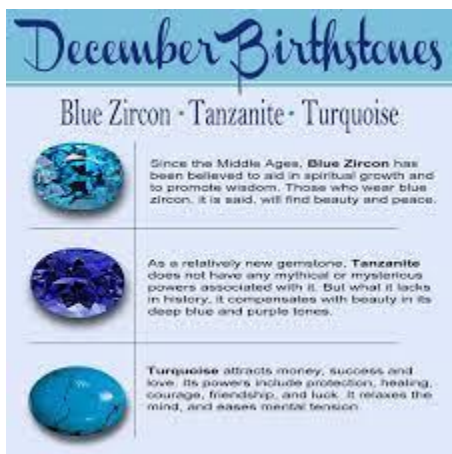 December Birthstones
Blue Zircon · Tanzanite · Turquoise
Since the Middle Ages, Blue Zircon has
been believed to aid in spiritual growth and
to promote wisdom. Those who wear blue
zircon, it is said, will find beauty and peace.
As a relatively new gemstone, Tanzanite
does not have any mythical or mysterious
powers associated with it. But what it lacks
in history, it compensates with beauty in its
deep blue and purple tones.
Turquoise attracts money, success and
love. Its powers include protection, healing,
courage, friendship, and luck. It relaxes the
mind, and eases mental tension.